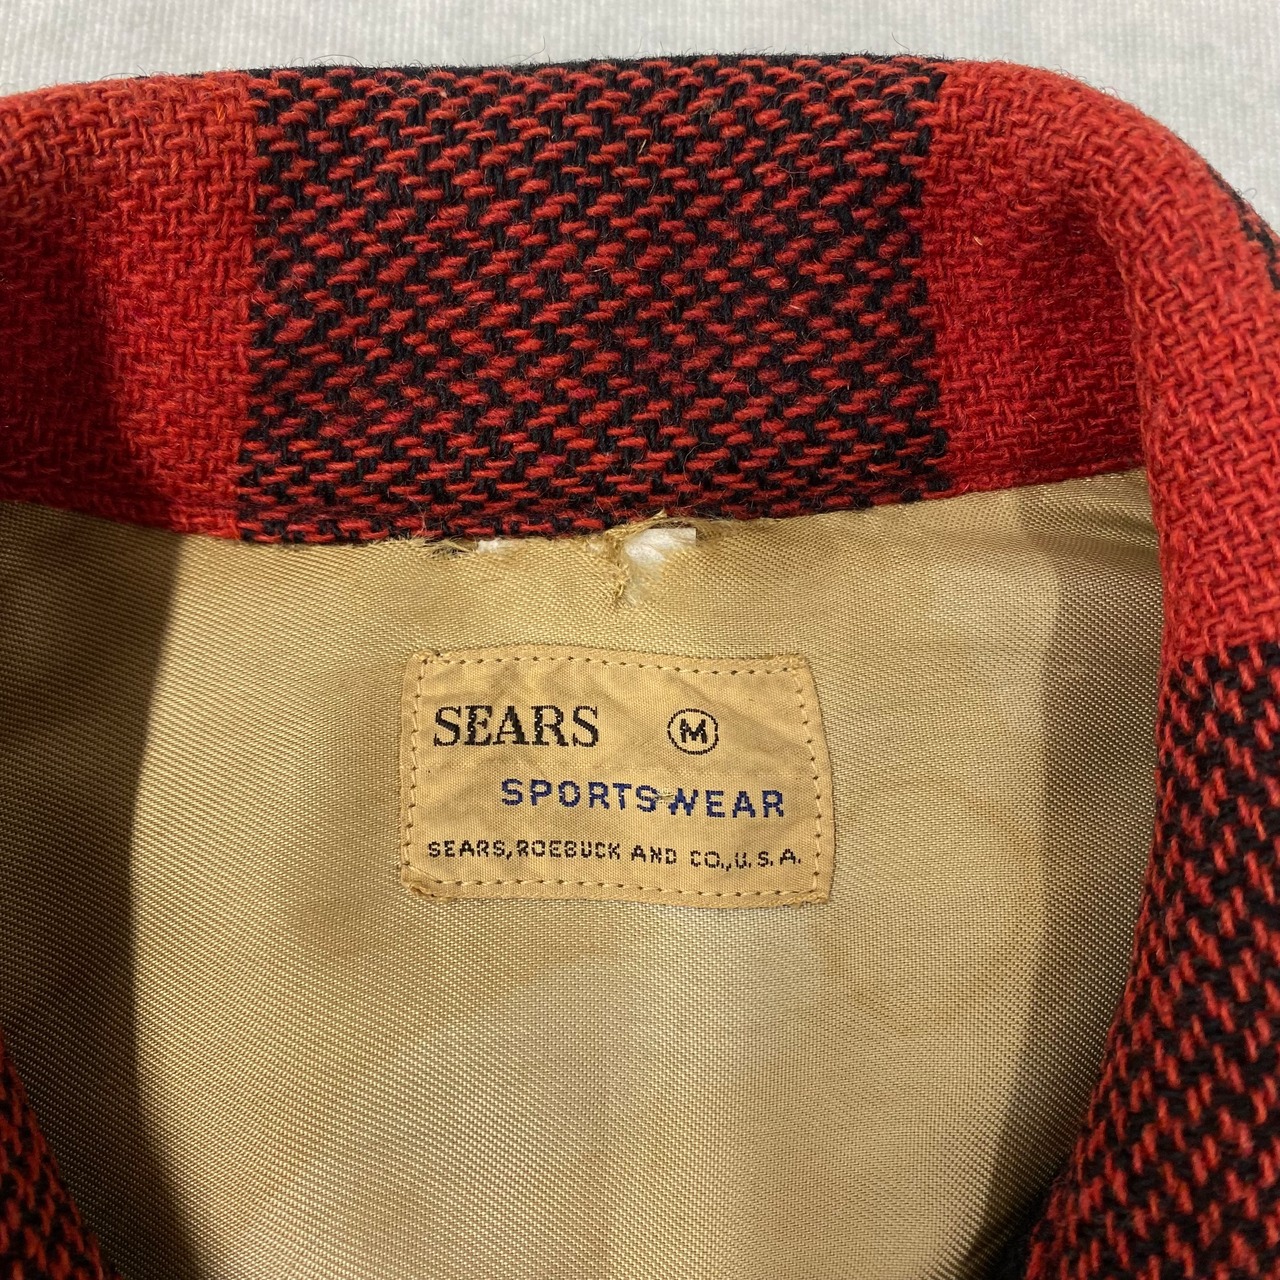 SEARS M
SPORTSWEAR
SEARS, ROEBUCK AND CO., U.S.A.